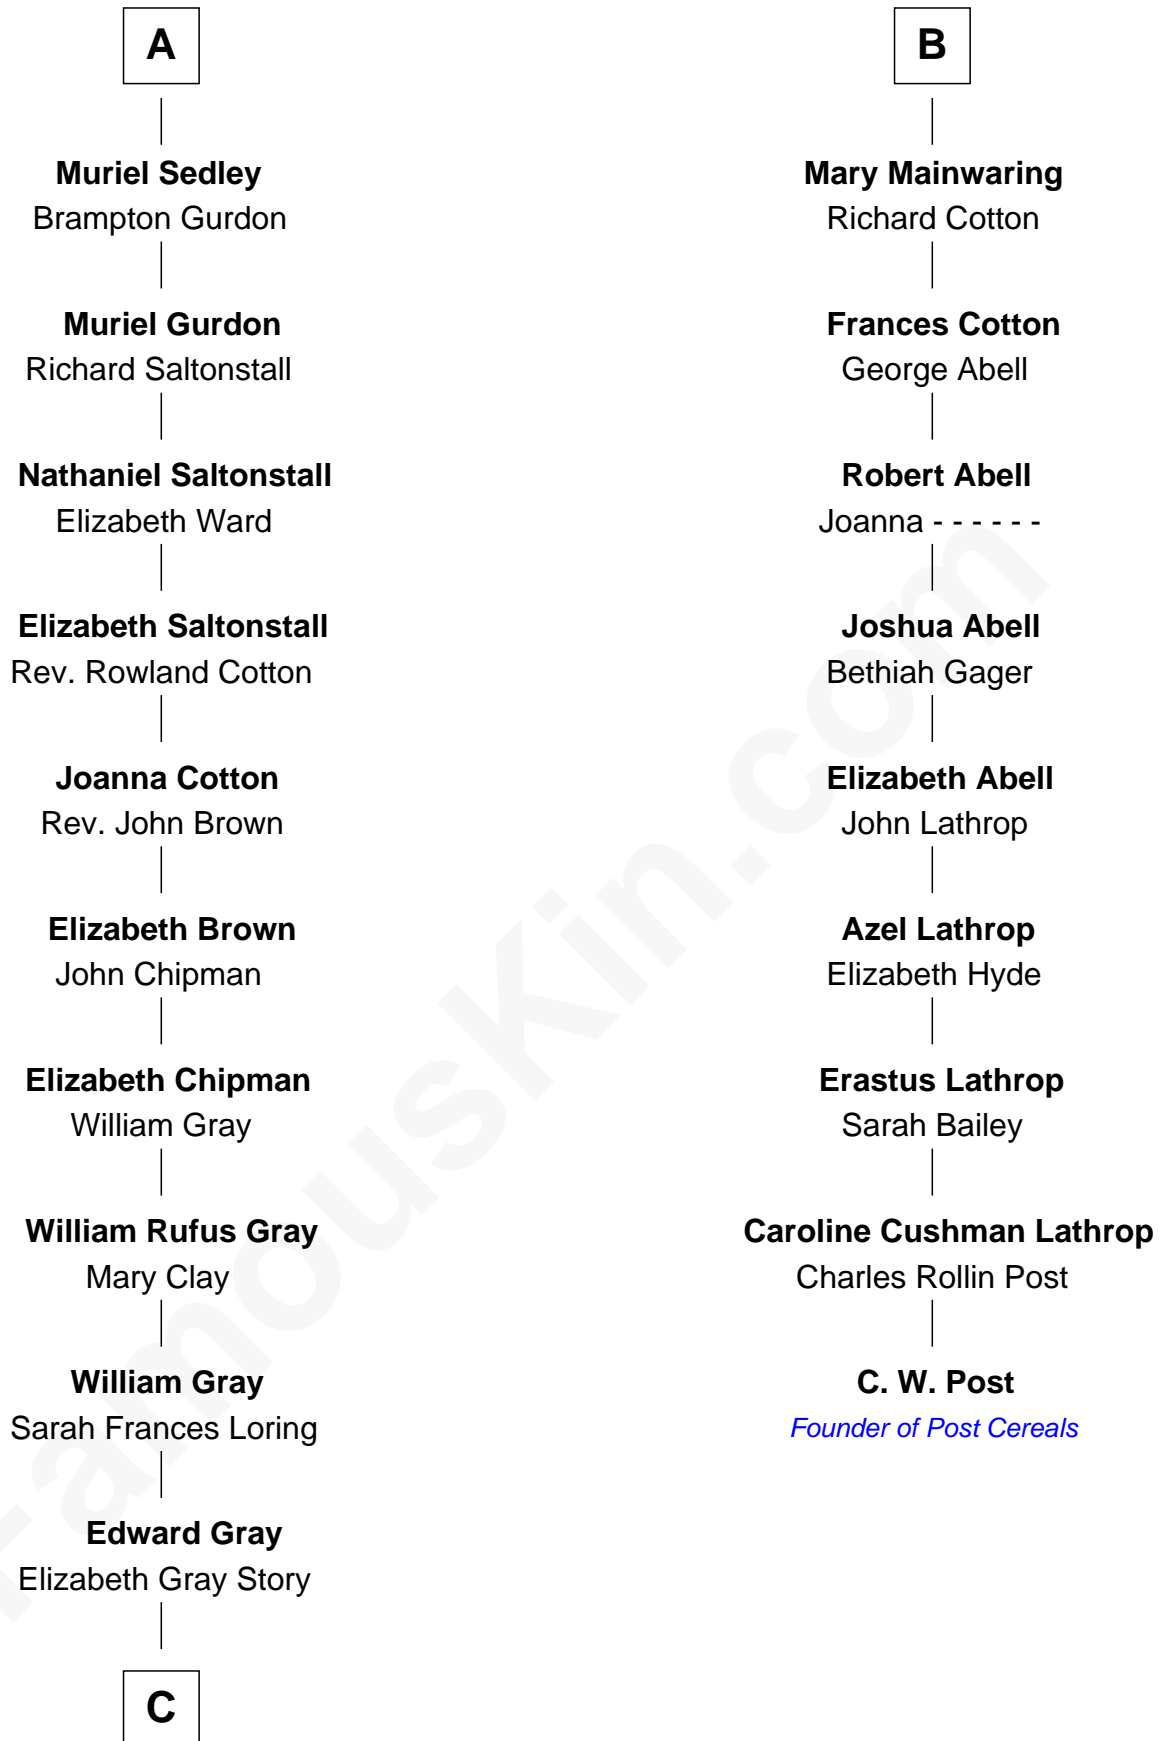 A
Muriel Sedley
Brampton Gurdon
Muriel Gurdon
Richard Saltonstall
Nathaniel Saltonstall
Elizabeth Ward
Elizabeth Saltonstall
Rev. Rowland Cotton
Joanna Cotton
Rev. John Brown
Elizabeth Brown
John Chipman
Elizabeth Chipman
William Gray
William Rufus Gray
Mary Clay
William Gray
Sarah Frances Loring
Edward Gray
Elizabeth Gray Story
C
B
Mary Mainwaring
Richard Cotton
Frances Cotton
George Abell
Robert Abell
Joanna - - - - - -
Joshua Abell
Bethiah Gager
Elizabeth Abell
John Lathrop
Azel Lathrop
Elizabeth Hyde
Erastus Lathrop
Sarah Bailey
Caroline Cushman Lathrop
Charles Rollin Post
C. W. Post
Founder of Post Cereals
FamousKin.com